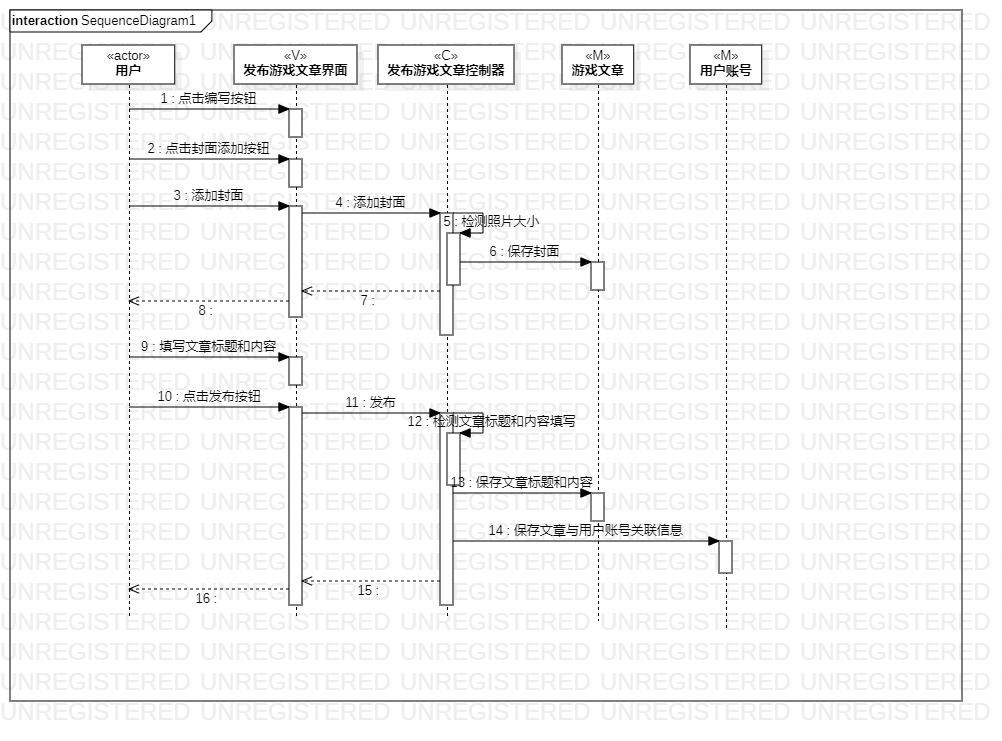 interaction SequenceDiagram1
«actor»
用户
«V»
发布游戏文章界面
«C»
发布游戏文章控制器
«M»
游戏文章
«M»
用户账号
1 : 点击编写按钮
2 : 点击封面添加按钮
3 : 添加封面
4 : 添加封面
5 : 检测照片大小
6 : 保存封面
7 :
8 :
9 : 填写文章标题和内容
10 : 点击发布按钮
11 : 发布
12 : 检测文章标题和内容填写
13 : 保存文章标题和内容
14 : 保存文章与用户账号关联信息
15 :
16 :
UNREGISTERED